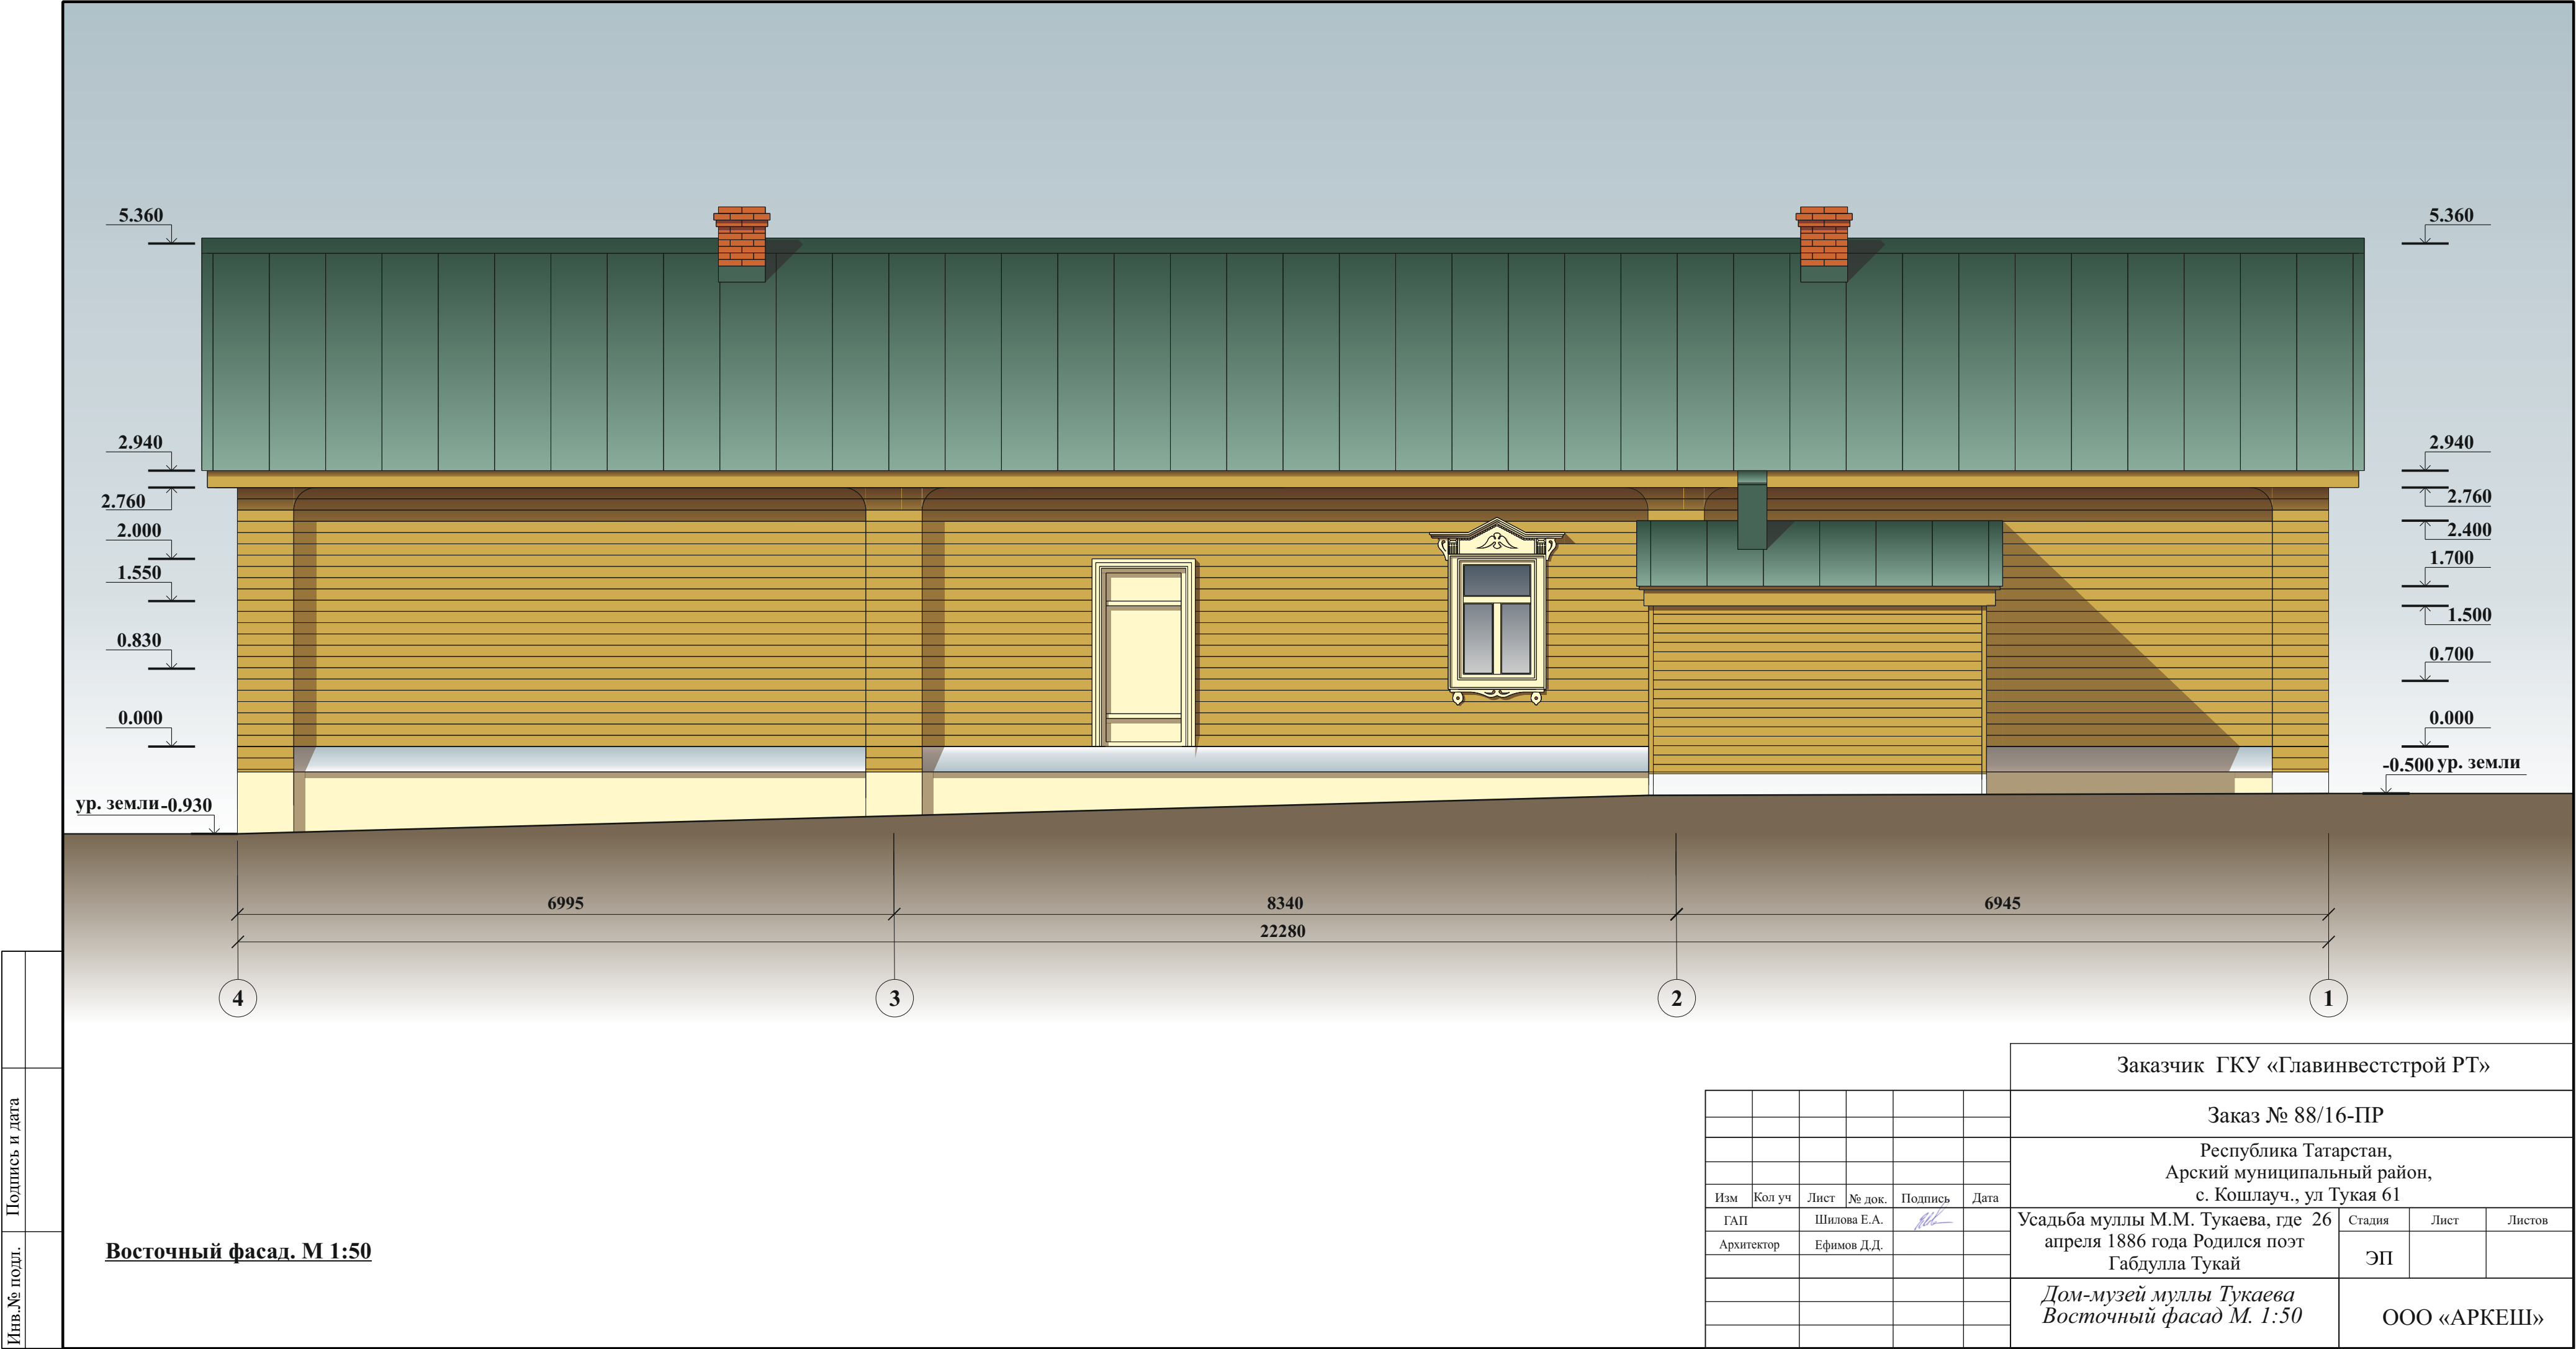 5.360
2.940
2.760
2.000
1.550
0.830
0.000
ур. земли-0.930
5.360
2.940
2.760
2.400
1.700
1.500
0.700
0.000
-0.500 ур. земли
6995
8340
6945
22280
4
3
2
1
Подпись и дата
Инв.№ подл.
Восточный фасад. М 1:50
Заказчик ГКУ «Главинвестстрой РТ»
Заказ № 88/16-ПР
Республика Татарстан,
Арский муниципальный район,
с. Кошлауч., ул Тукая 61
Изм Кол уч Лист № док. Подпись Дата
ГАП Шилова Е.А.
Архитектор Ефимов Д.Д.
Усадьба муллы М.М. Тукаева, где 26
апреля 1886 года Родился поэт
Габдулла Тукай
Стадия Лист Листов
ЭП
Дом-музей муллы Тукаева
Восточный фасад М. 1:50
ООО «АРКЕШ»